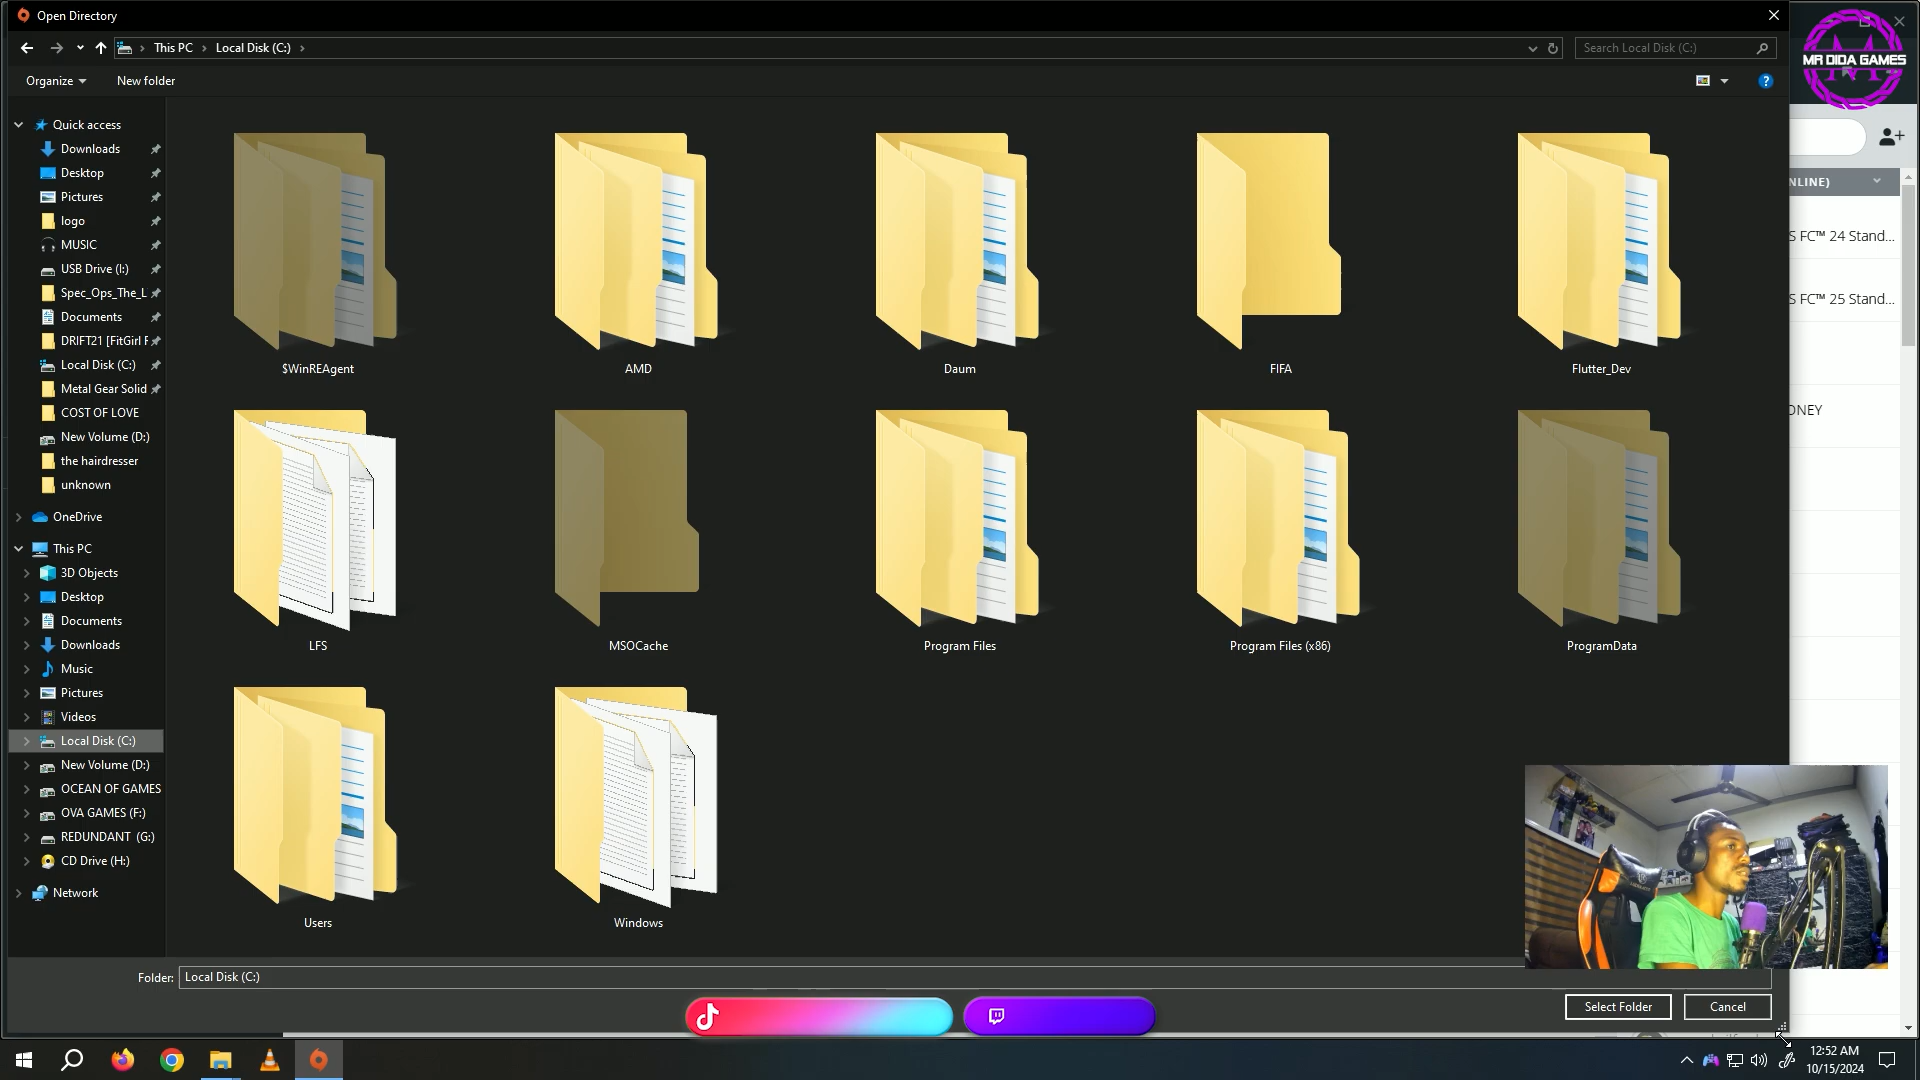 Open Directory
This PC
Local Disk (C:)
Search Local Disk (C:)
MR DIDA GAMES
Organize
New folder
?
Quick access
Downloads
Desktop
Pictures
logo
MUSIC
USB Drive (I:)
Spec_Ops_The_L
Documents
DRIFT21 [FitGirl F
Local Disk (C:)
Metal Gear Solid
COST OF LOVE
New Volume (D:)
the hairdresser
unknown
OneDrive
This PC
3D Objects
Desktop
Documents
Downloads
Music
Pictures
Videos
Local Disk (C:)
New Volume (D:)
OCEAN OF GAMES
OVA GAMES (F:)
REDUNDANT (G:)
CD Drive (H:)
Network
$WinREAgent
AMD
Daum
FIFA
Flutter_Dev
LFS
MSOCache
Program Files
Program Files (x86)
ProgramData
Users
Windows
NLINE)
S FC™ 24 Stand...
S FC™ 25 Stand...
ONEY
Folder:
Local Disk (C:)
Select Folder
Cancel
12:52 AM
10/15/2024